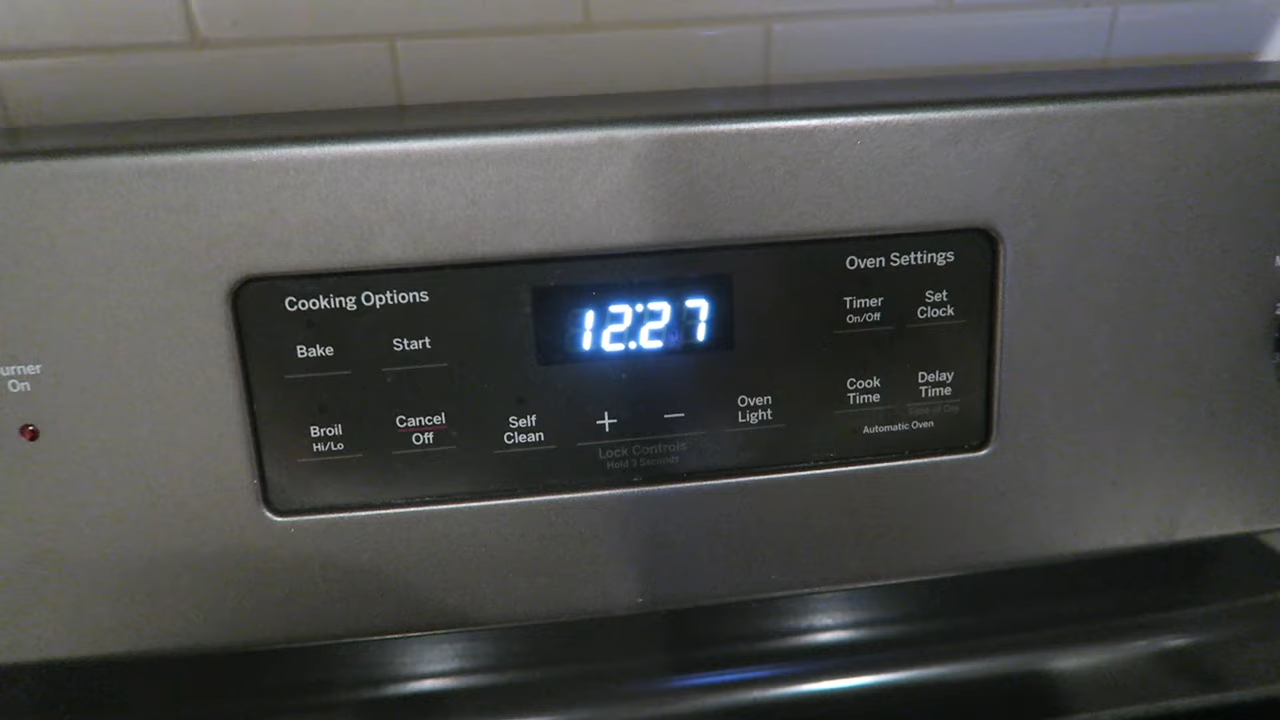 Cooking Options
Bake
Start
Broil
Hi/Lo
Cancel
Off
12:27
Self
Clean
+
−
Oven
Light
Lock Controls
Hold 3 Seconds
Oven Settings
Timer
On/Off
Set
Clock
Cook
Time
Delay
Time
Automatic Oven
On